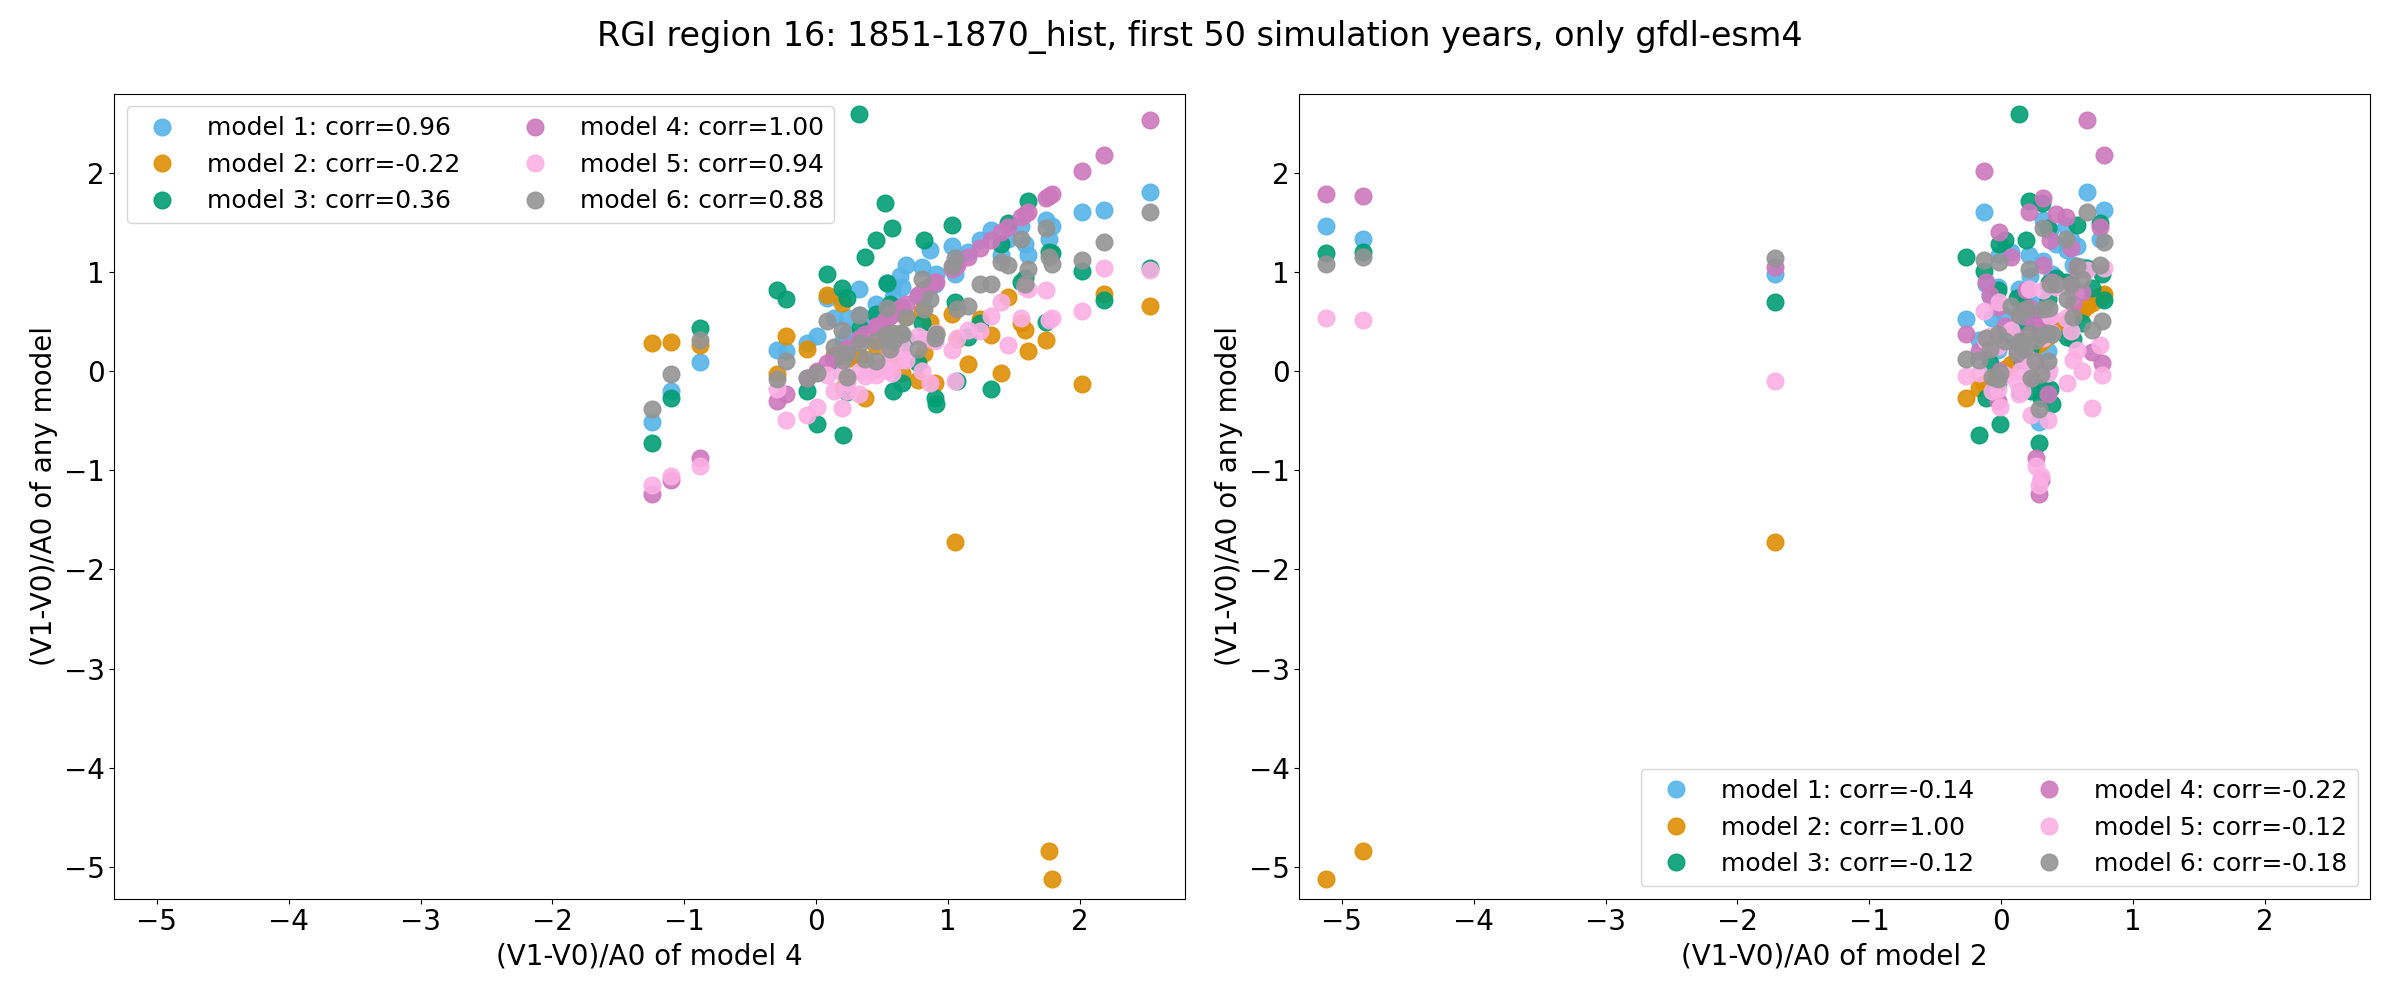 RGI region 16: 1851-1870_hist, first 50 simulation years, only gfdl-esm4
model 1: corr=0.96
model 2: corr=-0.22
model 3: corr=0.36
model 4: corr=1.00
model 5: corr=0.94
model 6: corr=0.88
2
1
0
−1
−2
−3
−4
−5
(V1-V0)/A0 of any model
−5 −4 −3 −2 −1 0 1 2
(V1-V0)/A0 of model 4
2
1
0
−1
−2
−3
−4
−5
(V1-V0)/A0 of any model
model 1: corr=-0.14
model 2: corr=1.00
model 3: corr=-0.12
model 4: corr=-0.22
model 5: corr=-0.12
model 6: corr=-0.18
−5 −4 −3 −2 −1 0 1 2
(V1-V0)/A0 of model 2